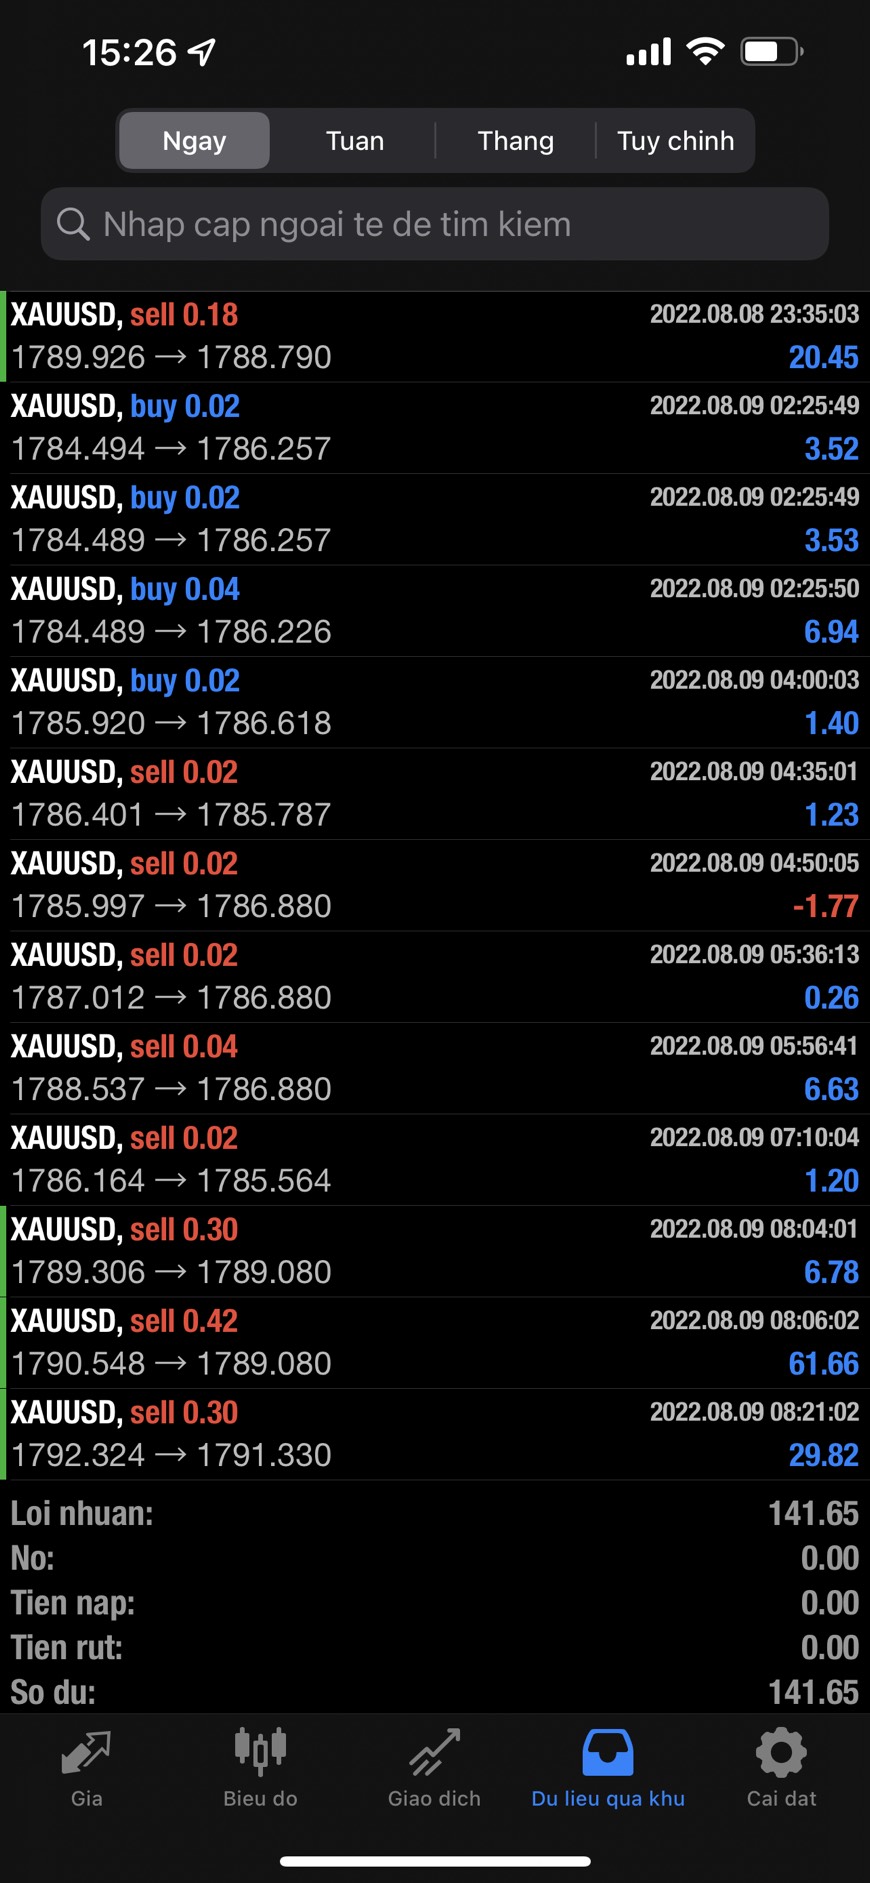 15:26
Ngay Tuan Thang Tuy chinh
Nhap cap ngoai te de tim kiem
XAUUSD, sell 0.18 2022.08.08 23:35:03
1789.926 → 1788.790 20.45
XAUUSD, buy 0.02 2022.08.09 02:25:49
1784.494 → 1786.257 3.52
XAUUSD, buy 0.02 2022.08.09 02:25:49
1784.489 → 1786.257 3.53
XAUUSD, buy 0.04 2022.08.09 02:25:50
1784.489 → 1786.226 6.94
XAUUSD, buy 0.02 2022.08.09 04:00:03
1785.920 → 1786.618 1.40
XAUUSD, sell 0.02 2022.08.09 04:35:01
1786.401 → 1785.787 1.23
XAUUSD, sell 0.02 2022.08.09 04:50:05
1785.997 → 1786.880 -1.77
XAUUSD, sell 0.02 2022.08.09 05:36:13
1787.012 → 1786.880 0.26
XAUUSD, sell 0.04 2022.08.09 05:56:41
1788.537 → 1786.880 6.63
XAUUSD, sell 0.02 2022.08.09 07:10:04
1786.164 → 1785.564 1.20
XAUUSD, sell 0.30 2022.08.09 08:04:01
1789.306 → 1789.080 6.78
XAUUSD, sell 0.42 2022.08.09 08:06:02
1790.548 → 1789.080 61.66
XAUUSD, sell 0.30 2022.08.09 08:21:02
1792.324 → 1791.330 29.82
Loi nhuan: 141.65
No: 0.00
Tien nap: 0.00
Tien rut: 0.00
So du: 141.65
Gia Bieu do Giao dich Du lieu qua khu Cai dat